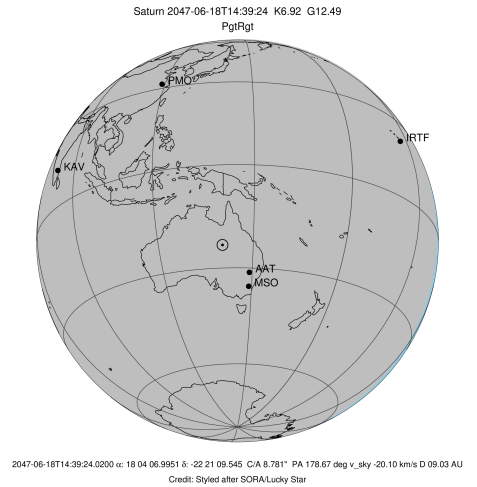 Saturn 2047-06-18T14:39:24 K6.92 G12.49
PgtRgt
PMO
IRTF
KAV
AAT
MSO
2047-06-18T14:39:24.0200 α: 18 04 06.9951 δ: -22 21 09.545 C/A 8.781" PA 178.67 deg v_sky -20.10 km/s D 09.03 AU
Credit: Styled after SORA/Lucky Star